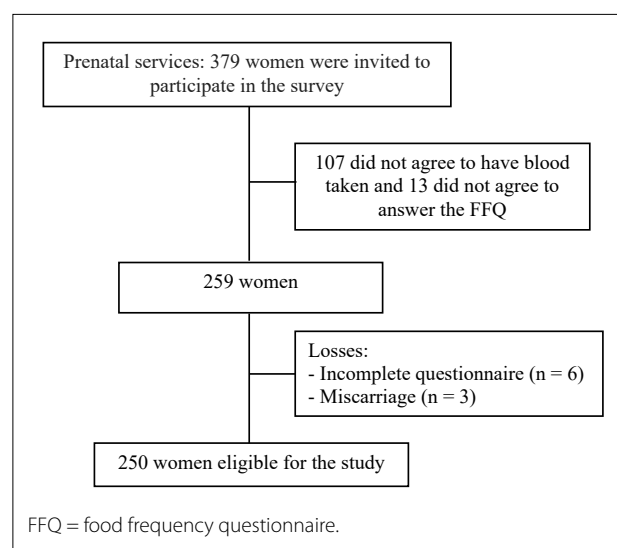 Prenatal services: 379 women were invited to
participate in the survey
107 did not agree to have blood
taken and 13 did not agree to
answer the FFQ
259 women
Losses:
- Incomplete questionnaire (n = 6)
- Miscarriage (n = 3)
250 women eligible for the study
FFQ = food frequency questionnaire.